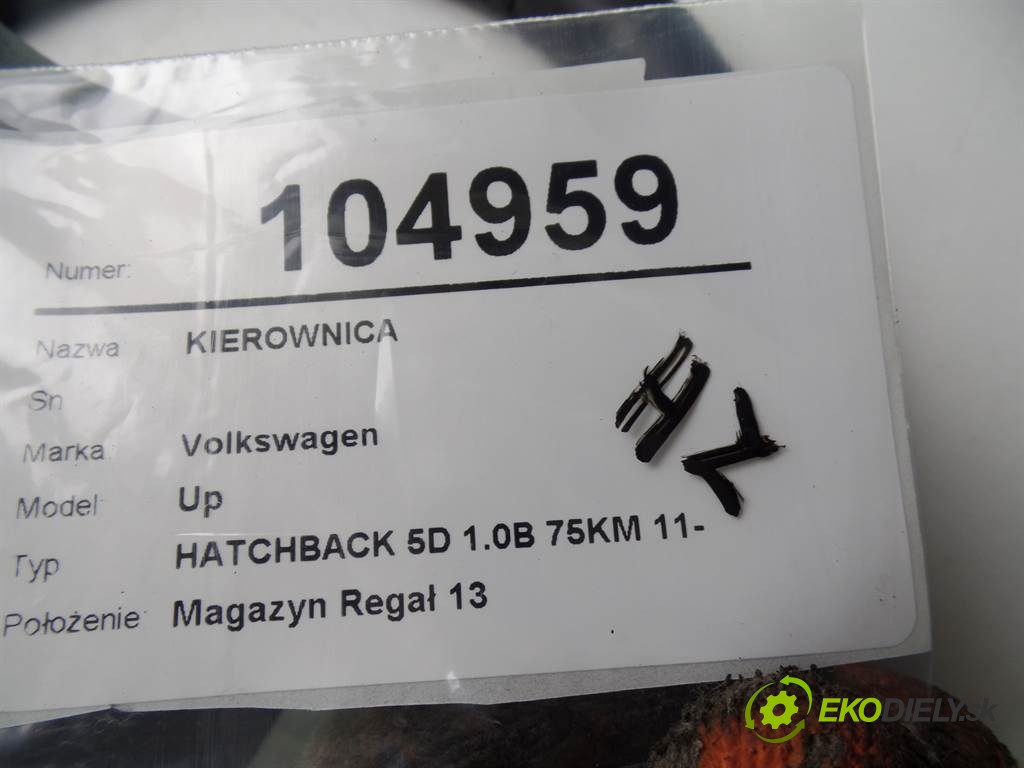 Numer: 104959
Nazwa KIEROWNICA
Sn
Marka: Volkswagen
Model: Up
Typ HATCHBACK 5D 1.0B 75KM 11-
Położenie: Magazyn Regał 13
EKODIELY.sk